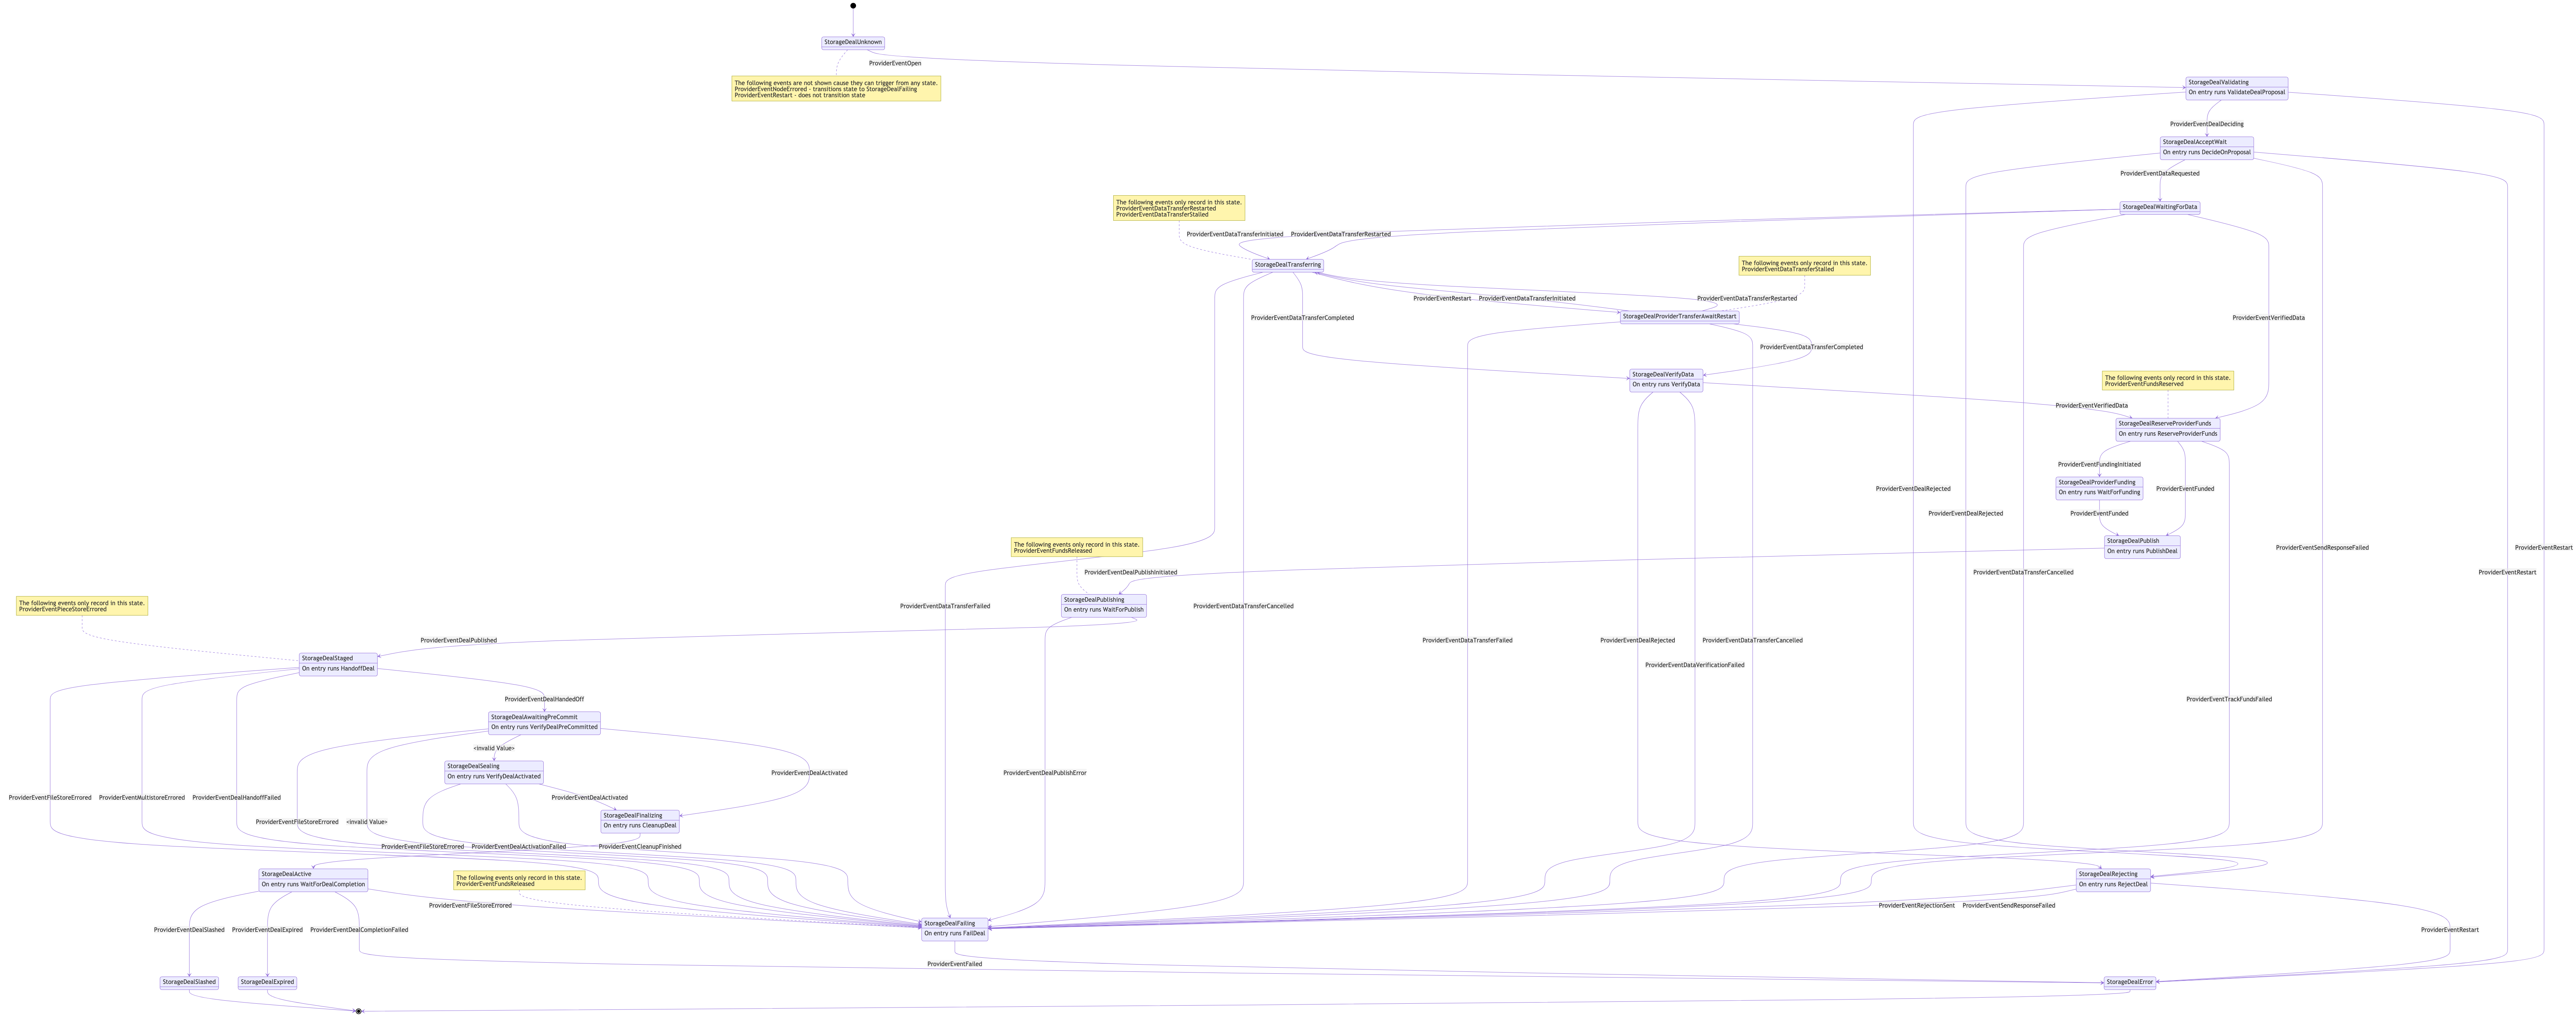 StorageDealUnknown
ProviderEventOpen
The following events are not shown cause they can trigger from any state.
ProviderEventNodeErrored - transitions state to StorageDealFailing
ProviderEventRestart - does not transition state
StorageDealValidating
On entry runs ValidateDealProposal
ProviderEventDealDeciding
StorageDealAcceptWait
On entry runs DecideOnProposal
ProviderEventDataRequested
The following events only record in this state.
ProviderEventDataTransferRestarted
ProviderEventDataTransferStalled
StorageDealWaitingForData
ProviderEventDataTransferInitiated
ProviderEventDataTransferRestarted
StorageDealTransferring
The following events only record in this state.
ProviderEventDataTransferStalled
ProviderEventRestart
ProviderEventDataTransferInitiated
ProviderEventDataTransferRestarted
StorageDealProviderTransferAwaitRestart
ProviderEventDataTransferCompleted
ProviderEventVerifiedData
ProviderEventDataTransferCompleted
StorageDealVerifyData
On entry runs VerifyData
The following events only record in this state.
ProviderEventFundsReserved
ProviderEventVerifiedData
StorageDealReserveProviderFunds
On entry runs ReserveProviderFunds
ProviderEventFundingInitiated
StorageDealProviderFunding
On entry runs WaitForFunding
ProviderEventFunded
ProviderEventDealRejected
ProviderEventDealRejected
ProviderEventFunded
StorageDealPublish
On entry runs PublishDeal
The following events only record in this state.
ProviderEventFundsReleased
ProviderEventSendResponseFailed
ProviderEventRestart
ProviderEventDealPublishInitiated
ProviderEventDataTransferCancelled
ProviderEventRestart
StorageDealPublishing
On entry runs WaitForPublish
The following events only record in this state.
ProviderEventPieceStoreErrored
ProviderEventDataTransferFailed
ProviderEventDataTransferCancelled
ProviderEventDealPublished
ProviderEventDataTransferFailed
ProviderEventDealRejected
ProviderEventDataTransferCancelled
StorageDealStaged
On entry runs HandoffDeal
ProviderEventDataVerificationFailed
ProviderEventDealHandedOff
ProviderEventTrackFundsFailed
StorageDealAwaitingPreCommit
On entry runs VerifyDealPreCommitted
<invalid Value>
StorageDealSealing
On entry runs VerifyDealActivated
ProviderEventDealActivated
ProviderEventDealPublishError
ProviderEventFileStoreErrored
ProviderEventMultistoreErrored
ProviderEventDealHandoffFailed
ProviderEventDealActivated
StorageDealFinalizing
On entry runs CleanupDeal
ProviderEventFileStoreErrored
<invalid Value>
ProviderEventFileStoreErrored
ProviderEventDealActivationFailed
ProviderEventCleanupFinished
StorageDealActive
On entry runs WaitForDealCompletion
The following events only record in this state.
ProviderEventFundsReleased
StorageDealRejecting
On entry runs RejectDeal
ProviderEventFileStoreErrored
ProviderEventRejectionSent
ProviderEventSendResponseFailed
StorageDealFailing
On entry runs FailDeal
ProviderEventDealSlashed
ProviderEventDealExpired
ProviderEventDealCompletionFailed
ProviderEventRestart
ProviderEventFailed
StorageDealSlashed
StorageDealExpired
StorageDealError